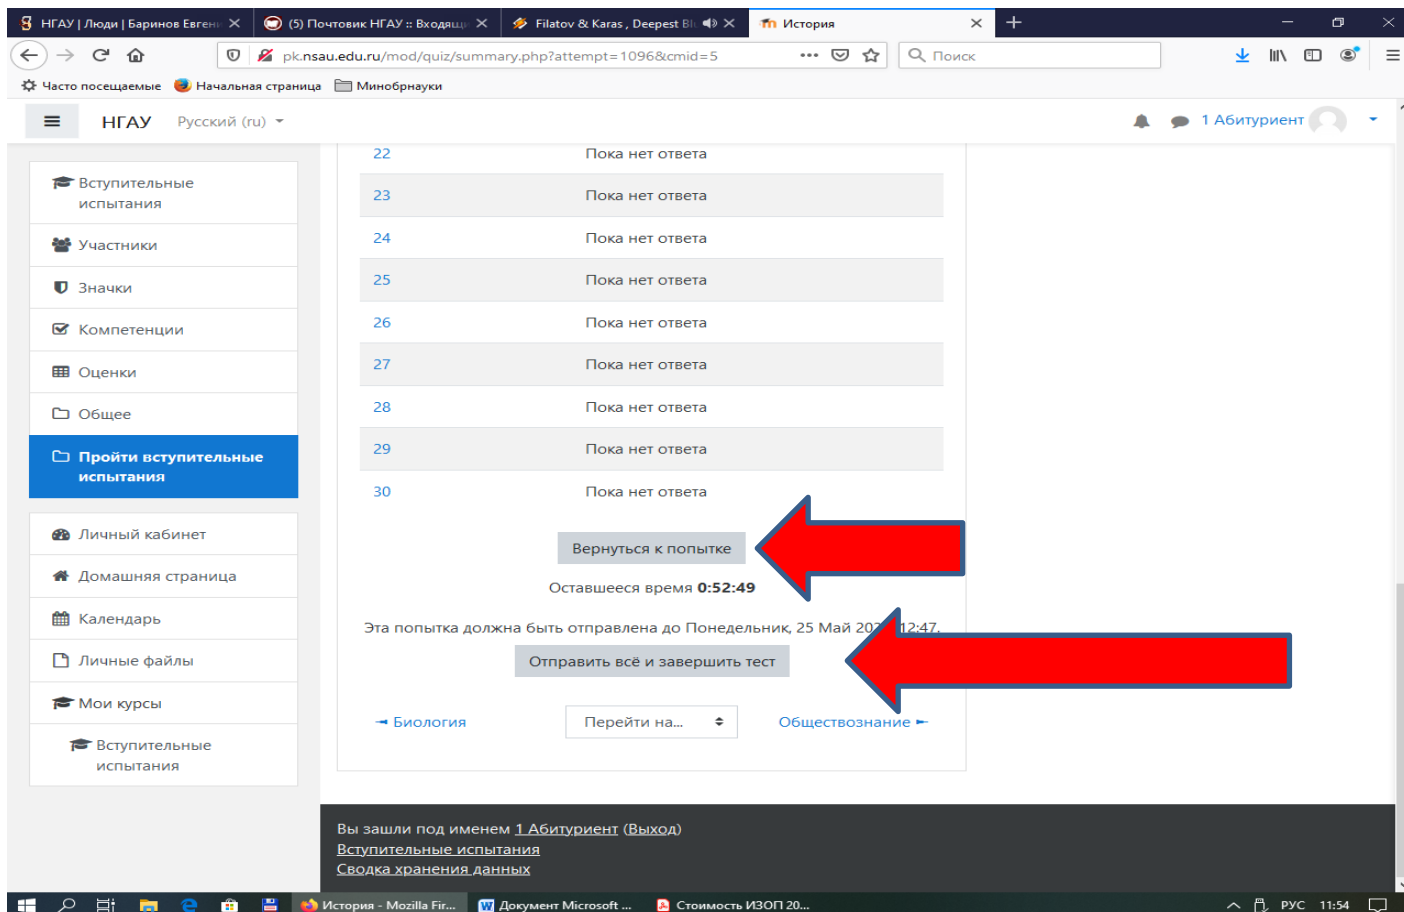 НГАУ | Люди | Баринов Евген
(5) Почтовик НГАУ :: Входящи
Filatov & Karas, Deepest Bl
История
pk.nsau.edu.ru/mod/quiz/summary.php?attempt=1096&cmid=5
Поиск
Часто посещаемые
Начальная страница
Минобрнауки
НГАУ
Русский (ru)
1 Абитуриент
Вступительные
испытания
Участники
Значки
Компетенции
Оценки
Общее
Пройти вступительные
испытания
Личный кабинет
Домашняя страница
Календарь
Личные файлы
Мои курсы
Вступительные
испытания
22 Пока нет ответа
23 Пока нет ответа
24 Пока нет ответа
25 Пока нет ответа
26 Пока нет ответа
27 Пока нет ответа
28 Пока нет ответа
29 Пока нет ответа
30 Пока нет ответа
Вернуться к попытке
Оставшееся время 0:52:49
Эта попытка должна быть отправлена до Понедельник, 25 Май 12:47.
Отправить всё и завершить тест
Биология
Перейти на...
Обществознание
Вы зашли под именем 1 Абитуриент (Выход)
Вступительные испытания
Сводка хранения данных
История - Mozilla Fir...
Документ Microsoft ...
Стоимость ИЗОП 20...
РУС
11:54